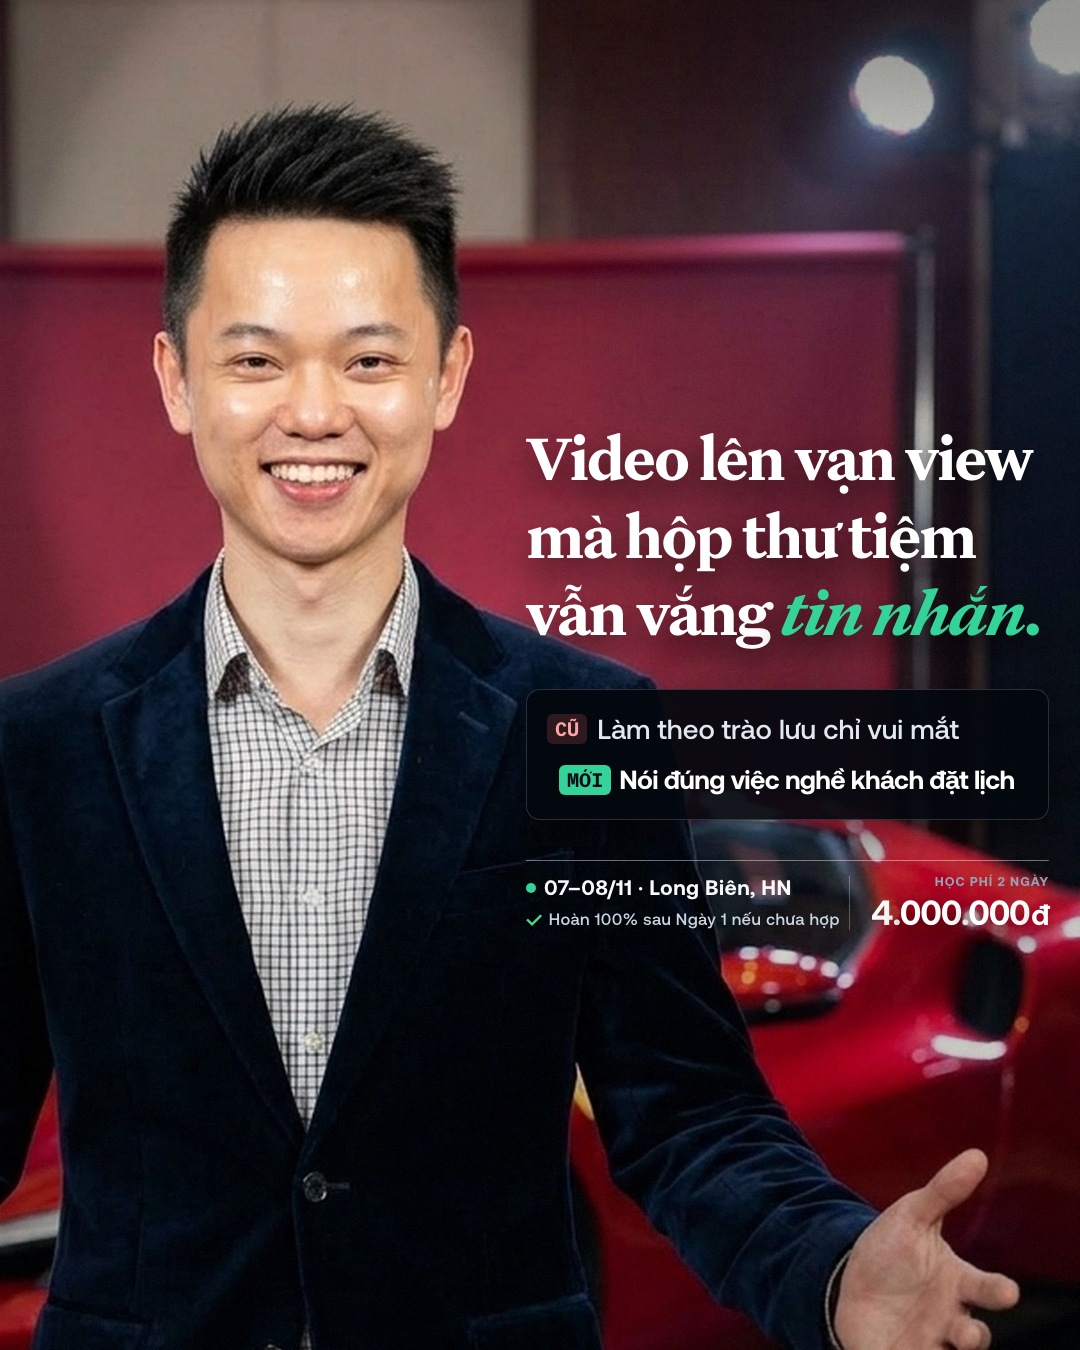 Video lên vạn view
mà hộp thư tiệm
vẫn vắng tin nhắn.
CŨ Làm theo trào lưu chỉ vui mắt
MỚI Nói đúng việc nghề khách đặt lịch
07–08/11 · Long Biên, HN
Hoàn 100% sau Ngày 1 nếu chưa hợp
HỌC PHÍ 2 NGÀY
4.000.000đ